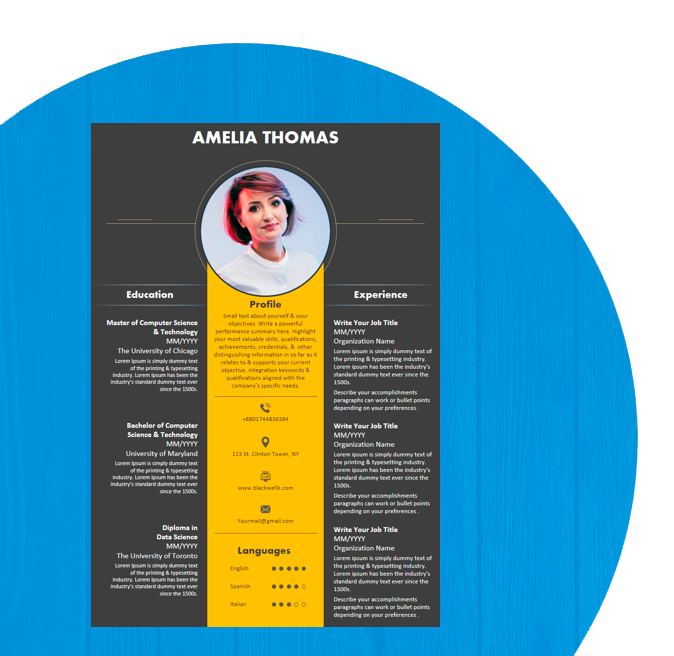 AMELIA THOMAS
Education
Master of Computer Science
& Technology
MM/YYYY
The University of Chicago
Lorem Ipsum is simply dummy text
of the printing & typesetting
industry. Lorem Ipsum has been the
industry's standard dummy text ever
since the 1500s.
Bachelor of Computer
Science & Technology
MM/YYYY
University of Maryland
Lorem Ipsum is simply dummy text
of the printing & typesetting
industry. Lorem Ipsum has been the
industry's standard dummy text ever
since the 1500s.
Diploma in
Data Science
MM/YYYY
The University of Toronto
Lorem Ipsum is simply dummy text
of the printing & typesetting
industry. Lorem Ipsum has been the
industry's standard dummy text ever
since the 1500s.
Profile
Small text about yourself & your
objectives. Write a powerful
performance summary here. Highlight
your most valuable skills, qualifications,
achievements, credentials, & other
distinguishing information in so far as it
relates to & supports your current
objective, integration keywords &
qualifications aligned with the
company's specific needs.
+8801744836384
123 St. Clinton Tower, NY
www.blackwellk.com
Yourmail@gmail.com
Languages
English
Spanish
Italian
Experience
Write Your Job Title
MM/YYYY
Organization Name
Lorem ipsum is simply dummy text of
the printing & typesetting industry.
Lorem ipsum has been the industry's
standard dummy text ever since the
1500s.
Describe your accomplishments
paragraphs can work or bullet points
depending on your preferences .
Write Your Job Title
MM/YYYY
Organization Name
Lorem ipsum is simply dummy text of
the printing & typesetting industry.
Lorem ipsum has been the industry's
standard dummy text ever since the
1500s.
Describe your accomplishments
paragraphs can work or bullet points
depending on your preferences .
Write Your Job Title
MM/YYYY
Organization Name
Lorem ipsum is simply dummy text of
the printing & typesetting industry.
Lorem ipsum has been the industry's
standard dummy text ever since the
1500s.
Describe your accomplishments
paragraphs can work or bullet points
depending on your preferences .